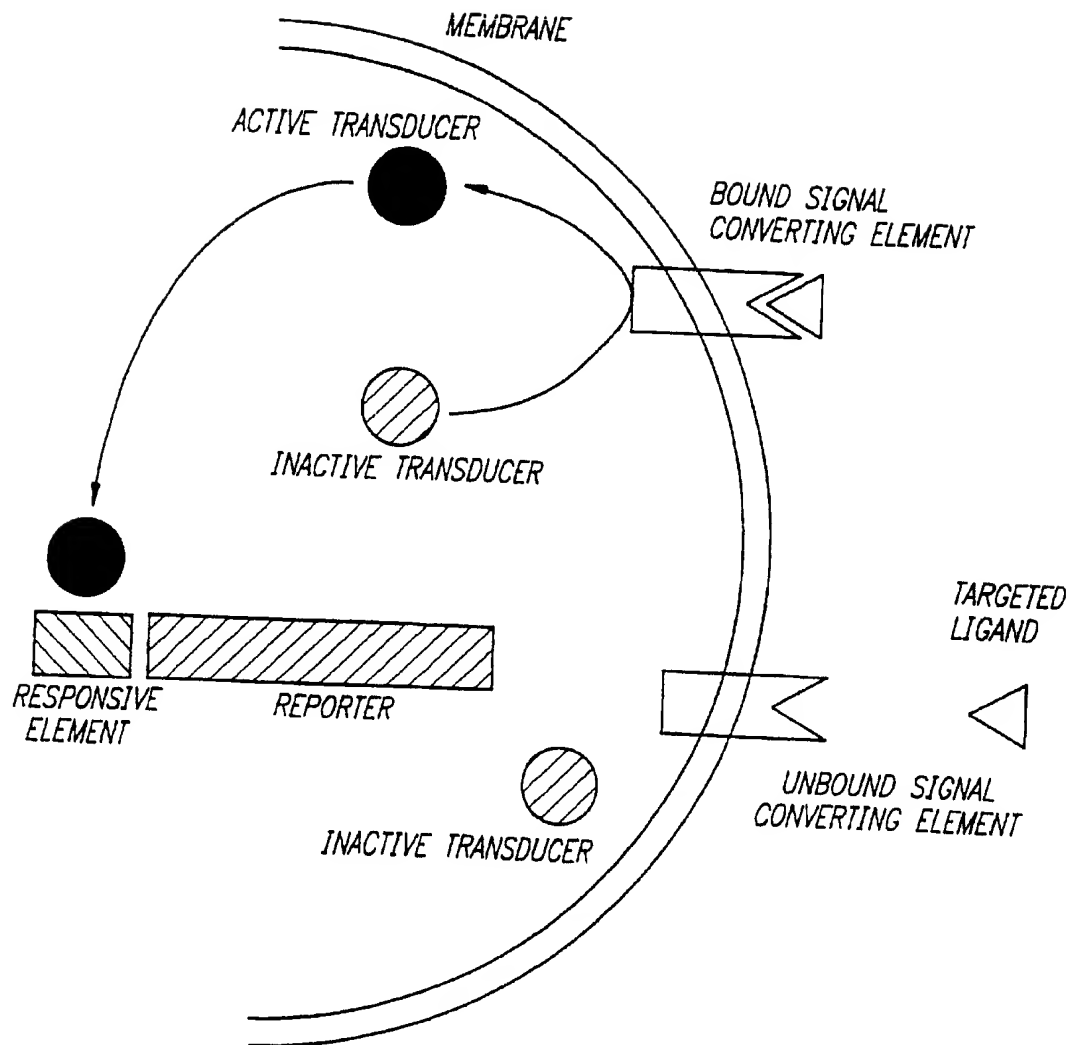 MEMBRANE
ACTIVE TRANSDUCER
BOUND SIGNAL
CONVERTING ELEMENT
INACTIVE TRANSDUCER
TARGETED
LIGAND
RESPONSIVE
ELEMENT
REPORTER
UNBOUND SIGNAL
CONVERTING ELEMENT
INACTIVE TRANSDUCER